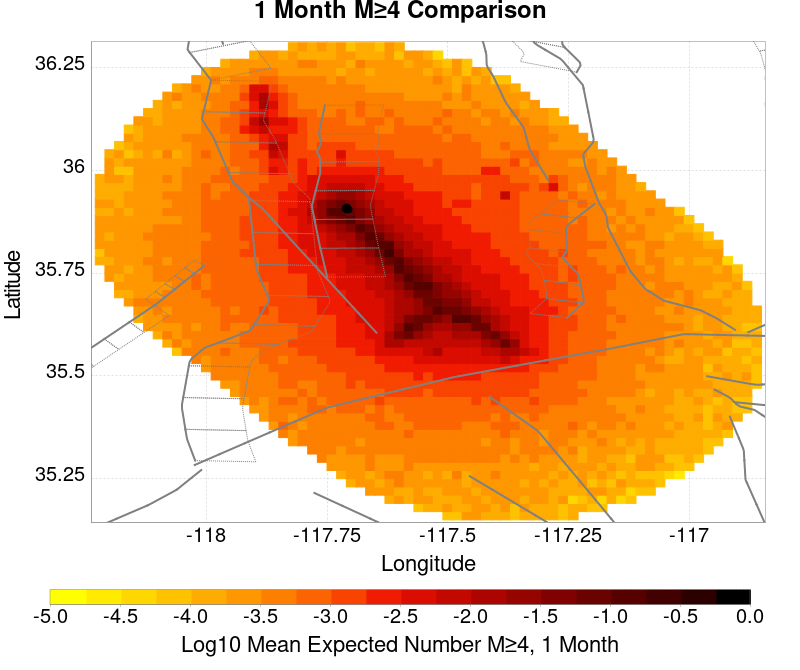 1 Month M≥4 Comparison
36.25
36
35.75
35.5
35.25
Latitude
-118 -117.75 -117.5 -117.25 -117
Longitude
-5.0 -4.5 -4.0 -3.5 -3.0 -2.5 -2.0 -1.5 -1.0 -0.5 0.0
Log10 Mean Expected Number M≥4, 1 Month